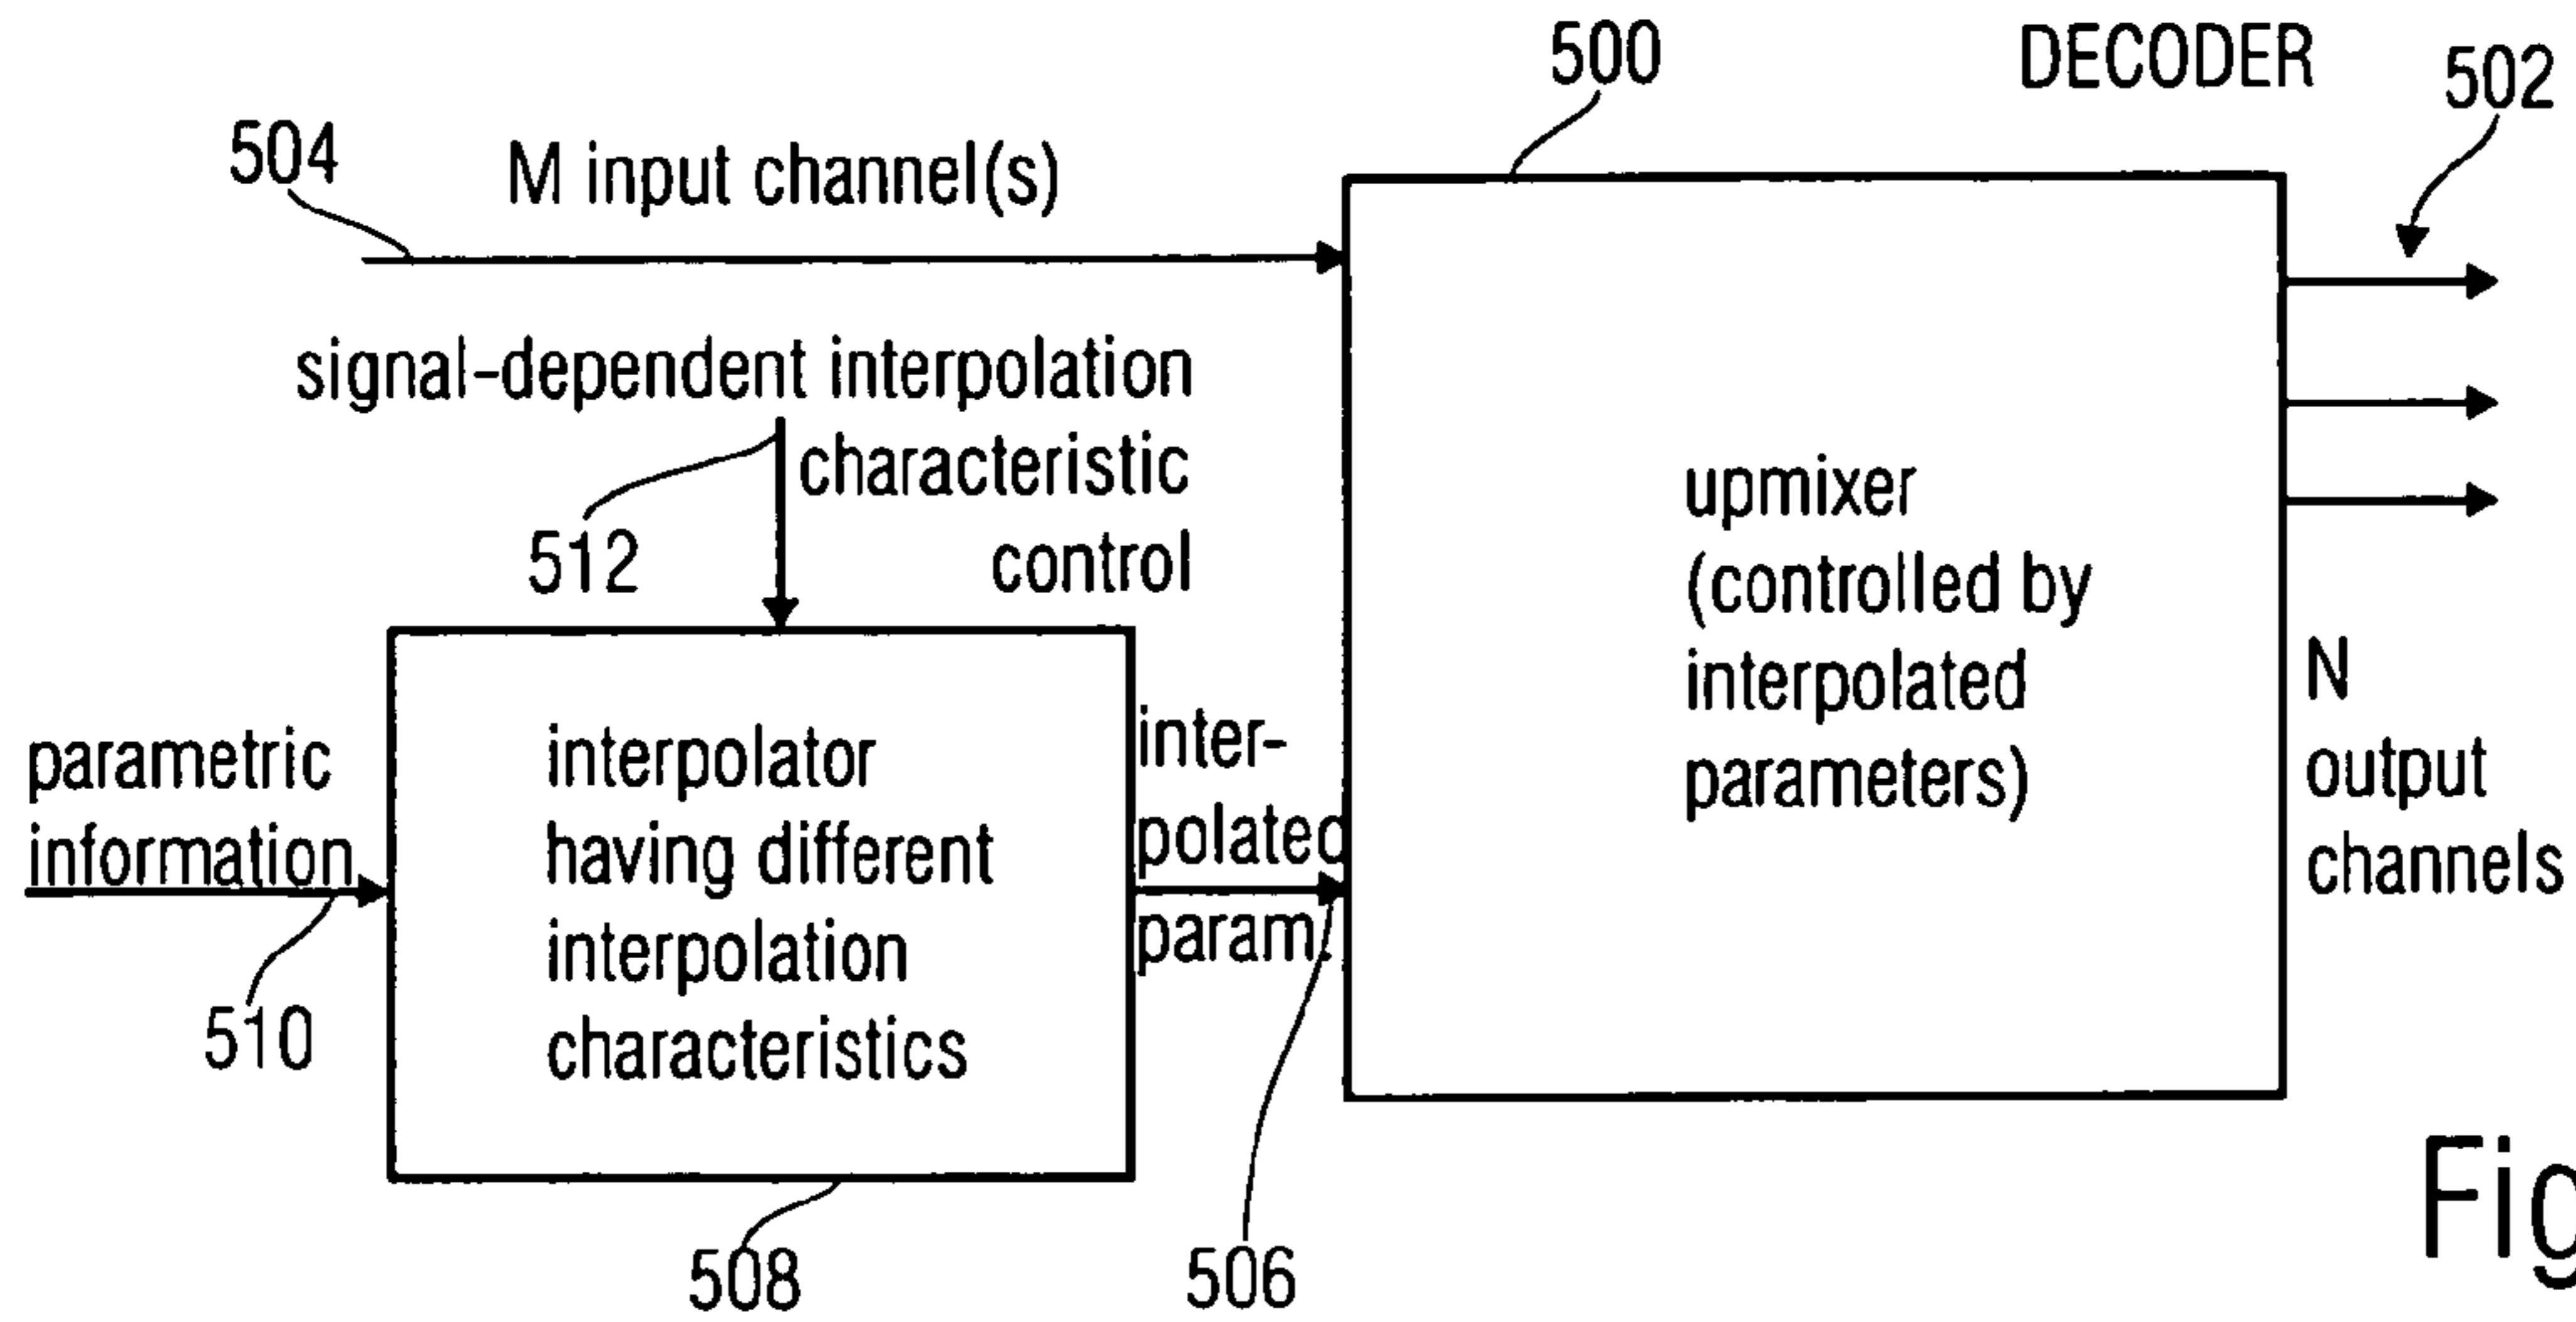 500
DECODER
502
504
M input channel(s)
signal-dependent interpolation
characteristic
control
512
upmixer
(controlled by
interpolated
parameters)
N
output
channels
parametric
information
510
interpolator
having different
interpolation
characteristics
inter-
polated
param.
508
506
Fig